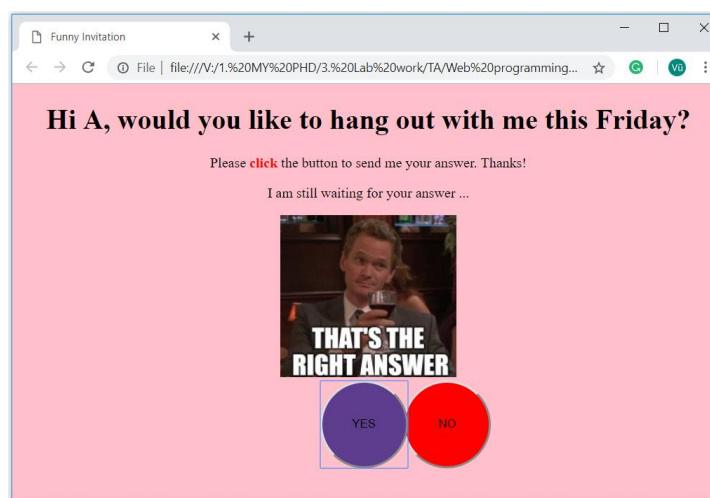 Funny Invitation
File | file:///V:/1.%20MY%20PHD/3.%20Lab%20work/TA/Web%20programming...
Vũ
Hi A, would you like to hang out with me this Friday?
Please click the button to send me your answer. Thanks!
I am still waiting for your answer ...
THAT'S THE
RIGHT ANSWER
YES NO